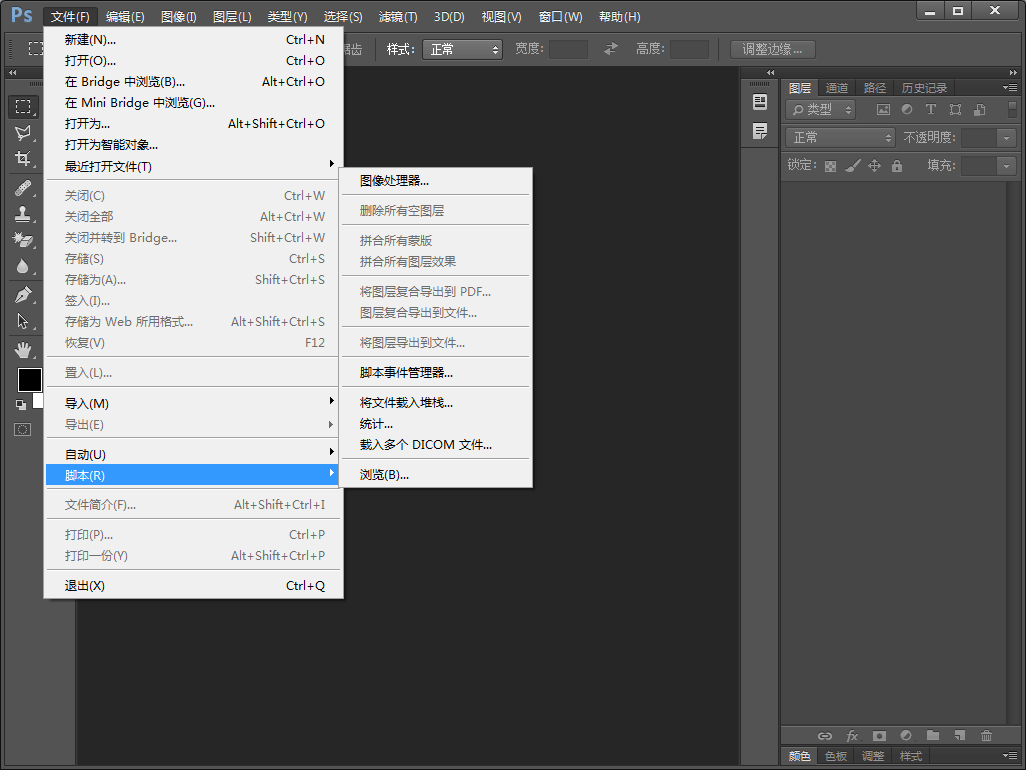 Ps 文件(F) 编辑(E) 图像(I) 图层(L) 类型(Y) 选择(S) 滤镜(T) 3D(D) 视图(V) 窗口(W) 帮助(H)
锯齿 样式: 正常 宽度: 高度: 调整边缘...
新建(N)... Ctrl+N
打开(O)... Ctrl+O
在 Bridge 中浏览(B)... Alt+Ctrl+O
在 Mini Bridge 中浏览(G)...
打开为... Alt+Shift+Ctrl+O
打开为智能对象...
最近打开文件(T)
关闭(C) Ctrl+W
关闭全部 Alt+Ctrl+W
关闭并转到 Bridge... Shift+Ctrl+W
存储(S) Ctrl+S
存储为(A)... Shift+Ctrl+S
签入(I)...
存储为 Web 所用格式... Alt+Shift+Ctrl+S
恢复(V) F12
置入(L)...
导入(M)
导出(E)
自动(U)
脚本(R)
文件简介(F)... Alt+Shift+Ctrl+I
打印(P)... Ctrl+P
打印一份(Y) Alt+Shift+Ctrl+P
退出(X) Ctrl+Q
图像处理器...
删除所有空图层
拼合所有蒙版
拼合所有图层效果
将图层复合导出到 PDF...
图层复合导出到文件...
将图层导出到文件...
脚本事件管理器...
将文件载入堆栈...
统计...
载入多个 DICOM 文件...
浏览(B)...
图层 通道 路径 历史记录
类型 T
正常 不透明度:
锁定: 填充:
fx
颜色 色板 调整 样式